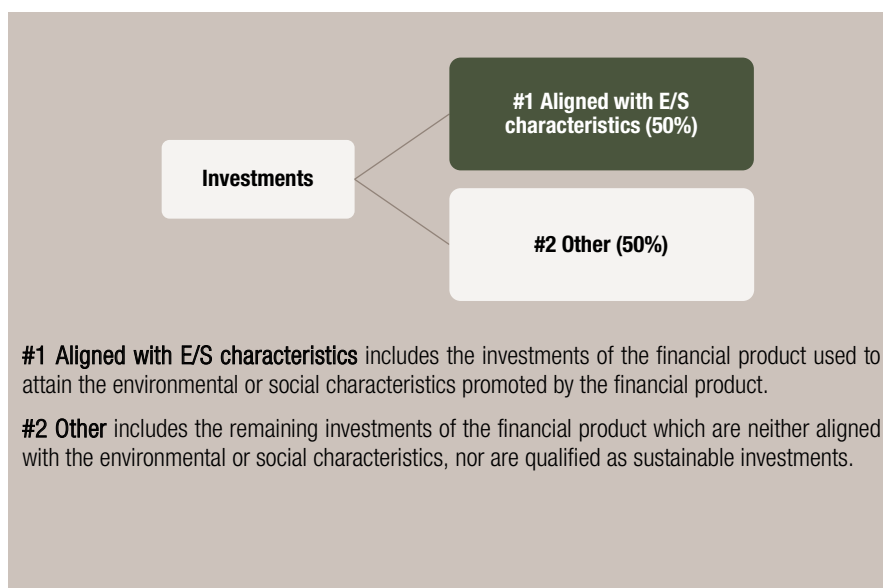 #1 Aligned with E/S
characteristics (50%)
Investments
#2 Other (50%)
#1 Aligned with E/S characteristics includes the investments of the financial product used to
attain the environmental or social characteristics promoted by the financial product.
#2 Other includes the remaining investments of the financial product which are neither aligned
with the environmental or social characteristics, nor are qualified as sustainable investments.